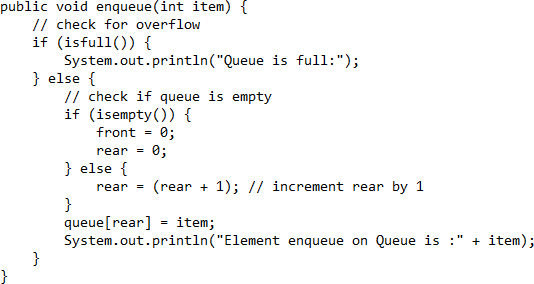 public void enqueue(int item) {
    // check for overflow
    if (isfull()) {
        System.out.println("Queue is full:");
    } else {
        // check if queue is empty
        if (isempty()) {
            front = 0;
            rear = 0;
        } else {
            rear = (rear + 1); // increment rear by 1
        }
        queue[rear] = item;
        System.out.println("Element enqueue on Queue is :" + item);
    }
}